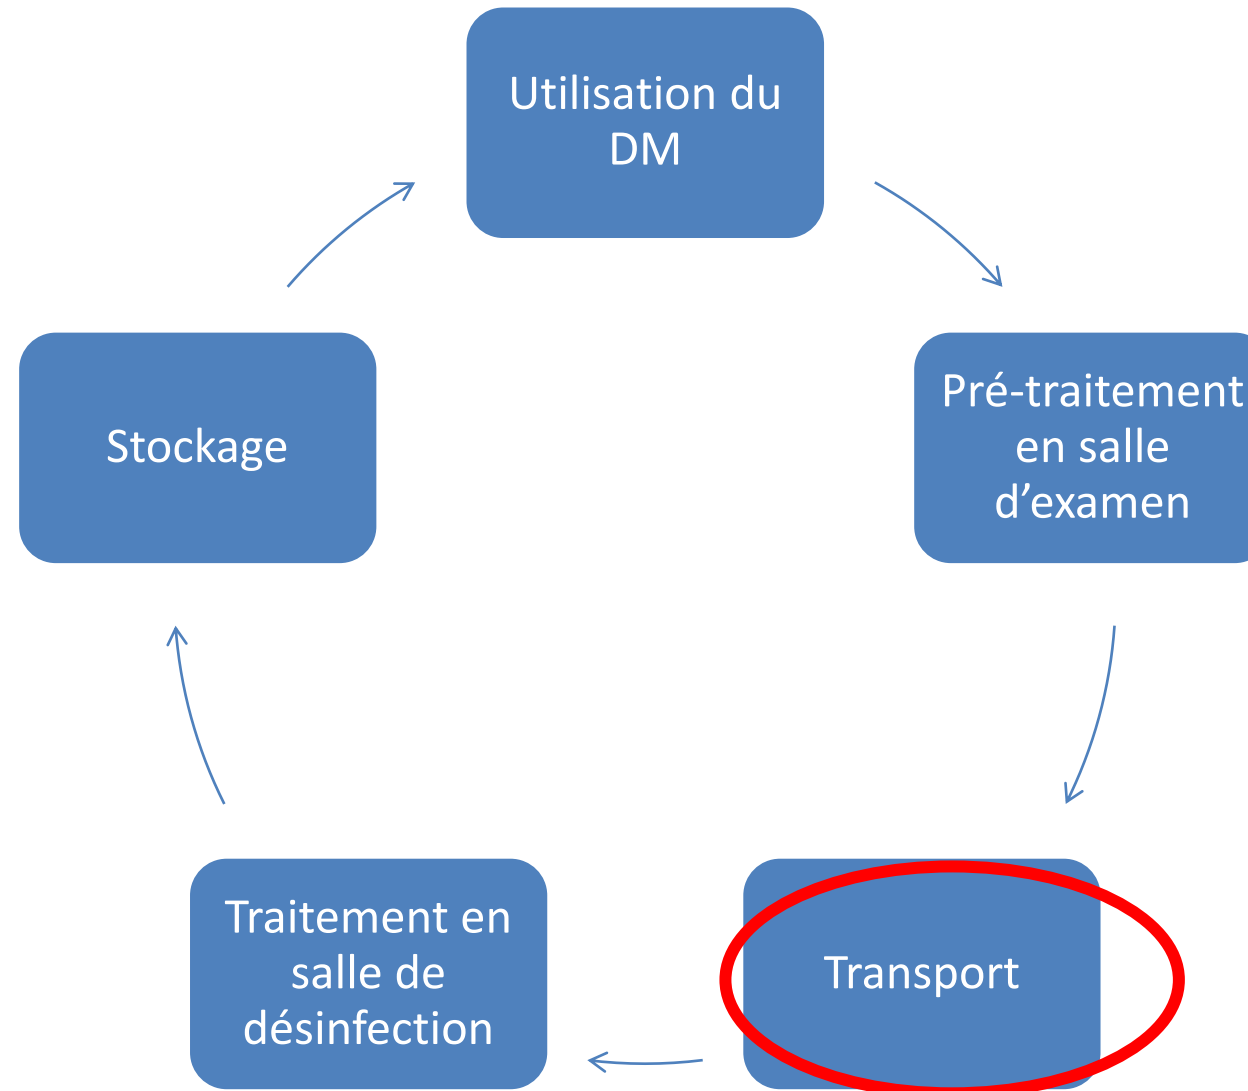 Utilisation du
DM
Pré-traitement
en salle
d’examen
Transport
Traitement en
salle de
désinfection
Stockage